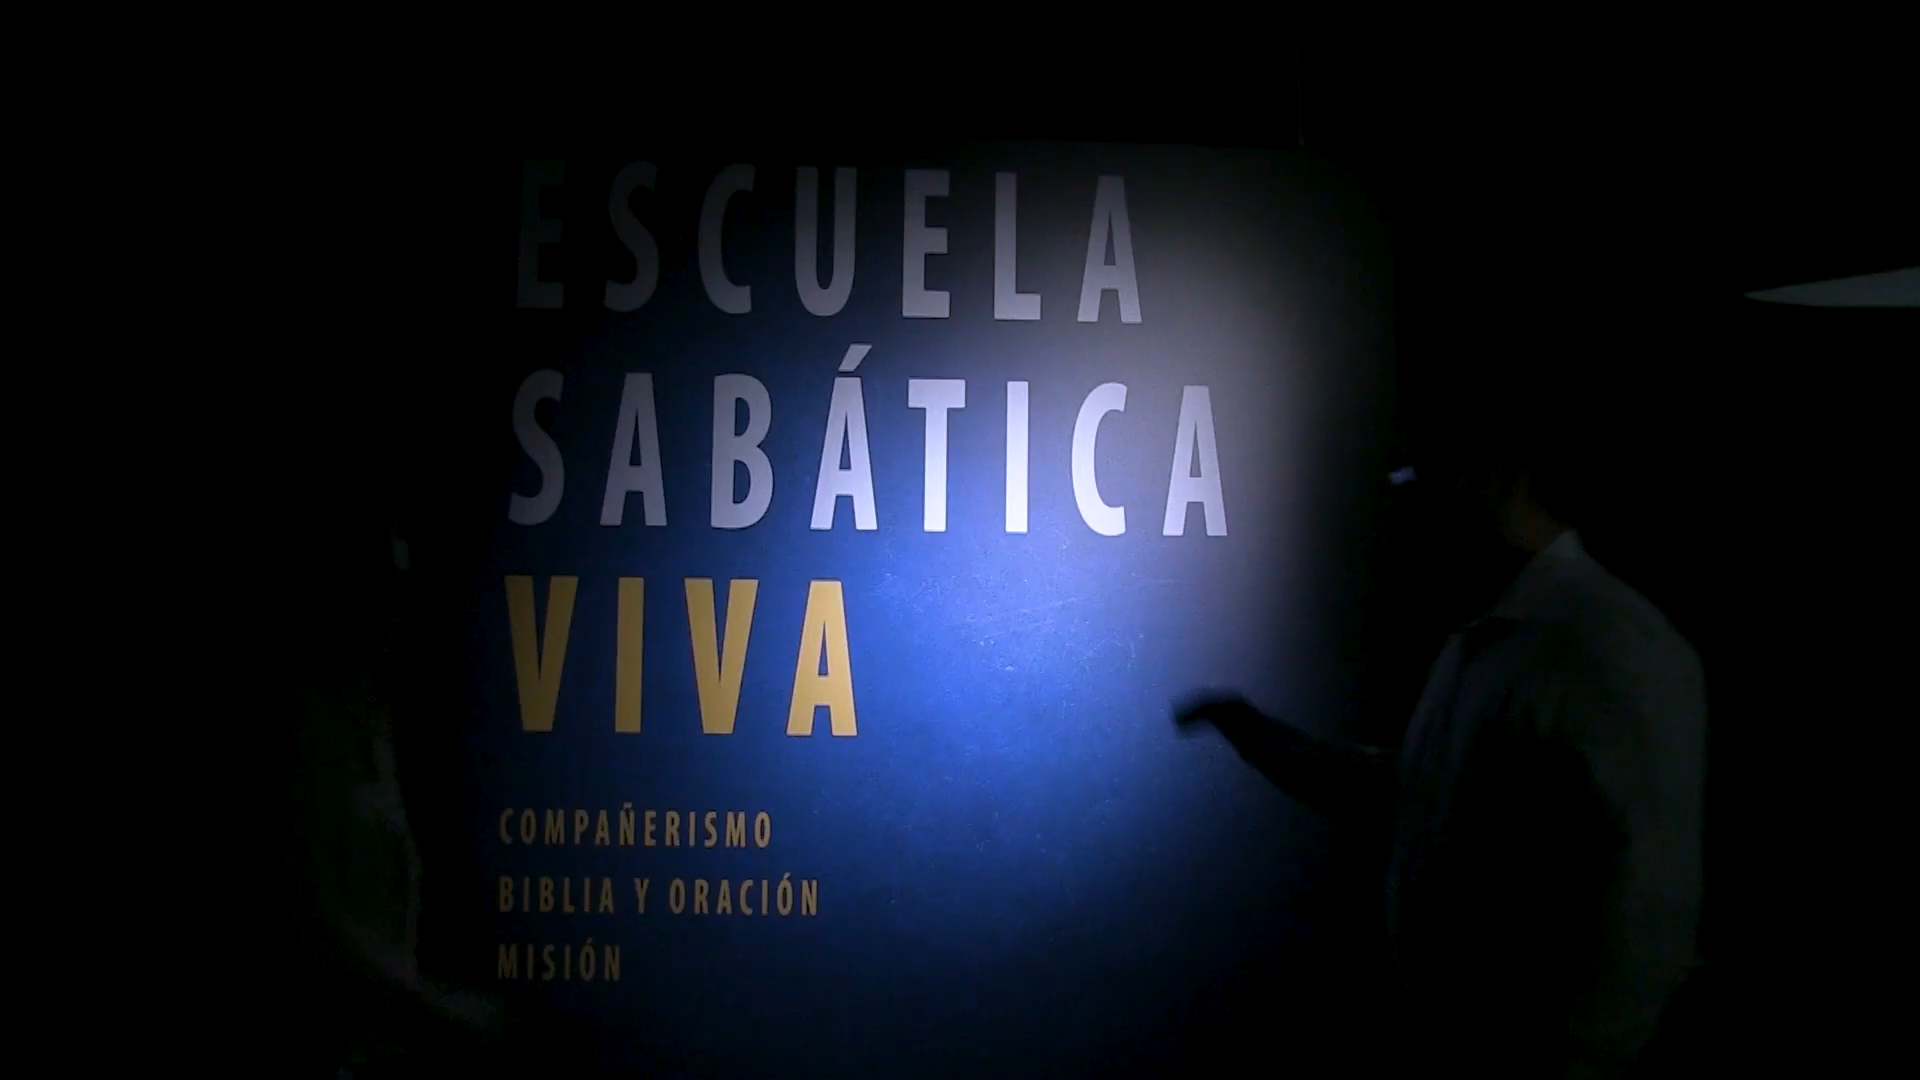 ESCUELA
SABÁTICA
VIVA
COMPAÑERISMO
BIBLIA Y ORACIÓN
MISIÓN